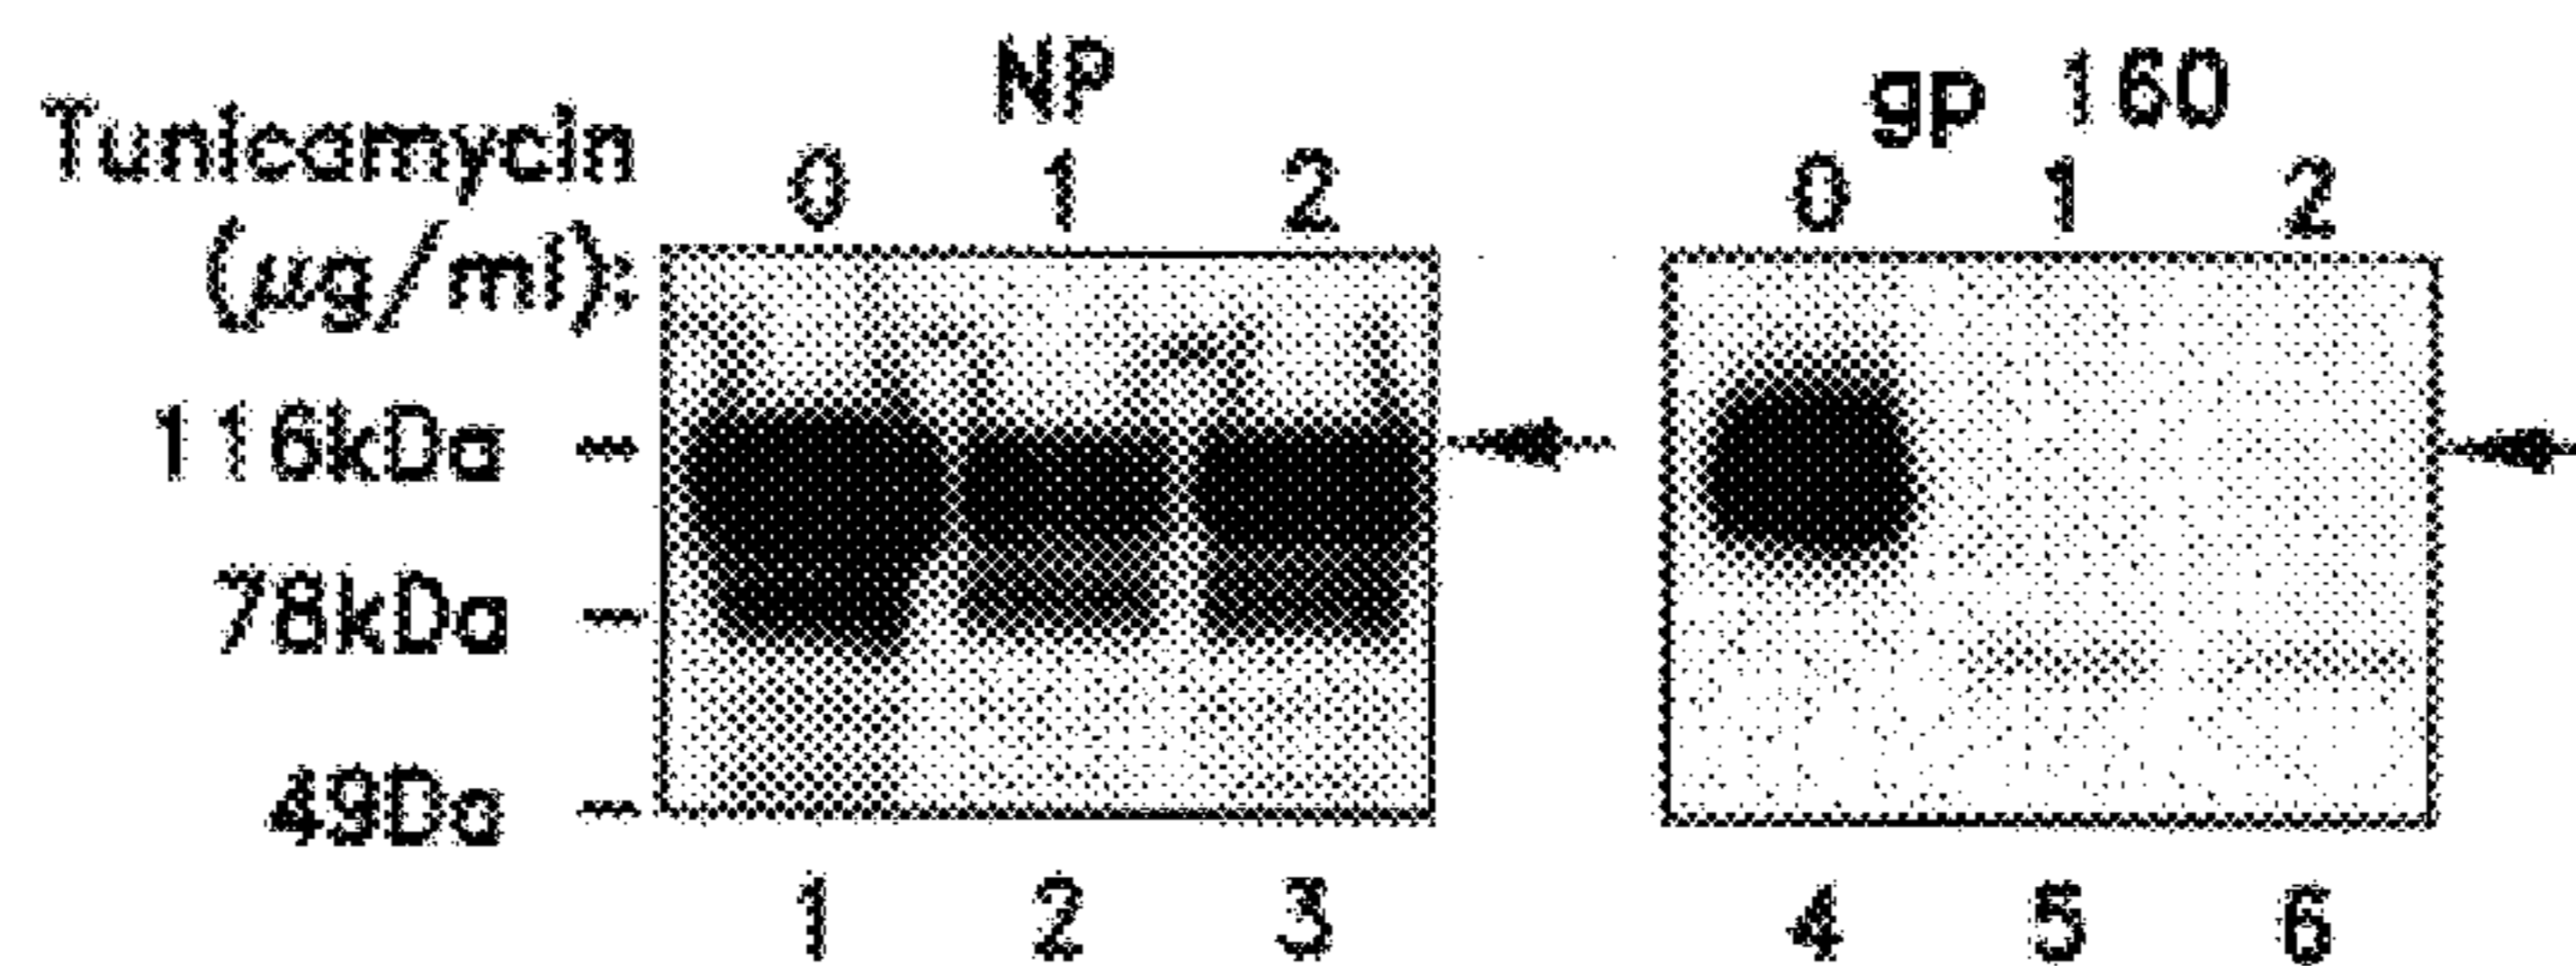 NP gp 160
Tunicamycin 0 1 2 0 1 2
(μg/ml):
116kDa
78kDa
49Da
1 2 3 4 5 6